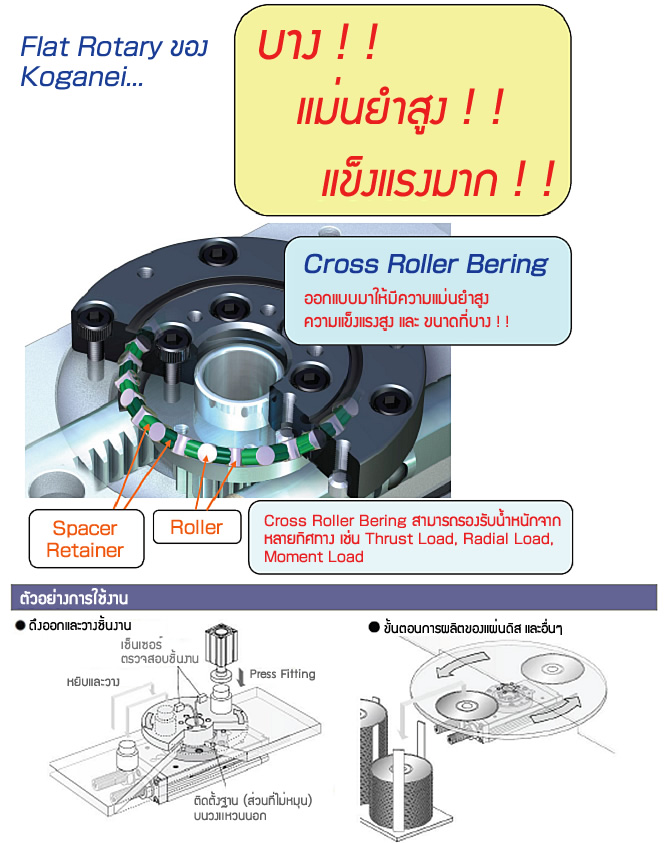 Flat Rotary ของ
Koganei...
บาง ! !
แม่นยำสูง ! !
แข็งแรงมาก ! !
Cross Roller Bering
ออกแบบมาให้มีความแม่นยำสูง
ความแข็งแรงสูง และ ขนาดที่บาง ! !
Spacer
Retainer
Roller
Cross Roller Bering สามารถรองรับน้ำหนักจาก
หลายทิศทาง เช่น Thrust Load, Radial Load,
Moment Load
ตัวอย่างการใช้งาน
● ดึงออกและวางชิ้นงาน
เซ็นเซอร์
ตรวจสอบชิ้นงาน
หยิบและวาง
Press Fitting
ติดตั้งฐาน (ส่วนที่ไม่หมุน)
บนวงแหวนนอก
● ขั้นตอนการผลิตของแผ่นดิส และอื่นๆ